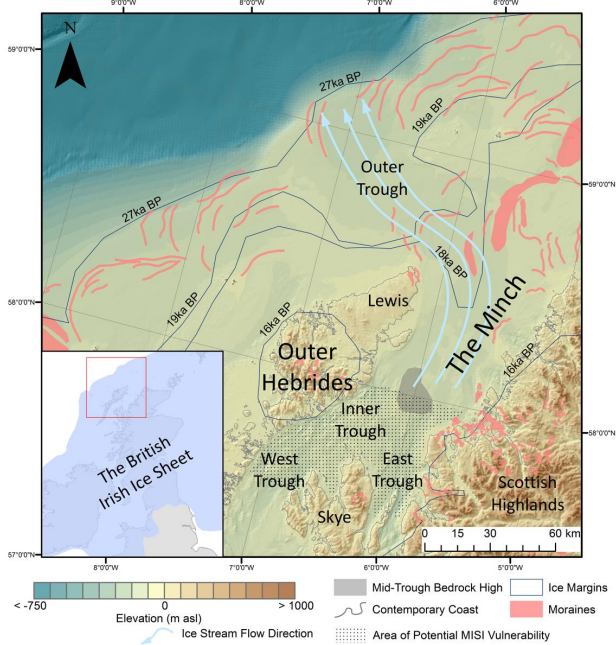 9°0'0"W
8°0'0"W
7°0'0"W
6°0'0"W
59°0'0"N
N
27ka BP
19ka BP
Outer
Trough
59°0'0"N
27ka BP
18ka BP
The Minch
58°0'0"N
19ka BP
16ka BP
Lewis
16ka BP
Outer
Hebrides
Inner
Trough
58°0'0"N
The British
Irish Ice Sheet
West
Trough
East
Trough
Scottish
Highlands
Skye
0 15 30 60 km
57°0'0"N
8°0'0"W
7°0'0"W
6°0'0"W
5°0'0"W
< -750 0 > 1000
Elevation (m asl)
Ice Stream Flow Direction
Mid-Trough Bedrock High
Ice Margins
Contemporary Coast
Moraines
Area of Potential MISI Vulnerability